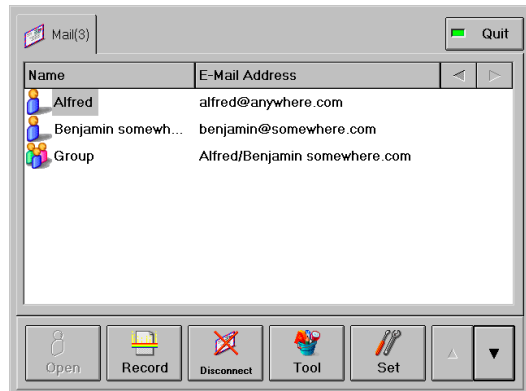 Mail(3)
Quit
Name E-Mail Address
Alfred alfred@anywhere.com
Benjamin somewh... benjamin@somewhere.com
Group Alfred/Benjamin somewhere.com
Open Record Disconnect Tool Set